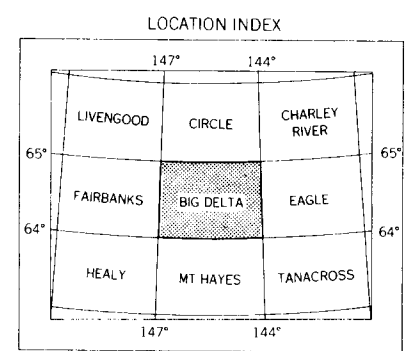 LOCATION INDEX
147° 144°
LIVENGOOD CIRCLE CHARLEY
RIVER
65° 65°
FAIRBANKS BIG DELTA EAGLE
64° 64°
HEALY MT HAYES TANACROSS
147° 144°